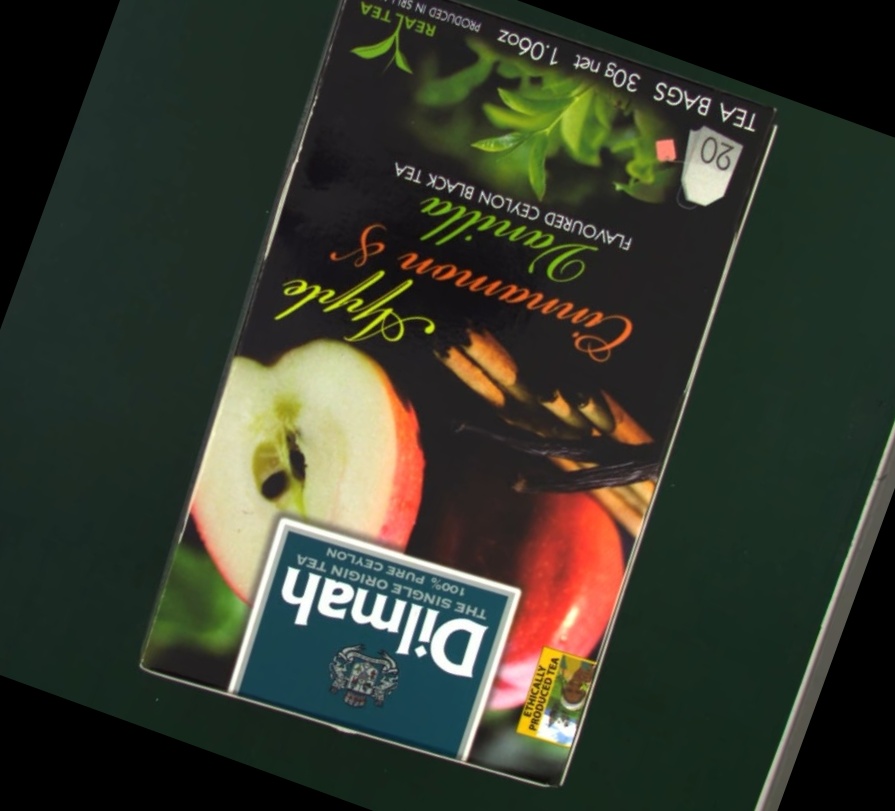 Dilmah
THE SINGLE ORIGIN TEA
100% PURE CEYLON
ETHICALLY
PRODUCED TEA
Apple
Cinnamon &
Vanilla
FLAVOURED CEYLON BLACK TEA
20
TEA BAGS 30g net 1.06oz
PRODUCED IN SRI
REAL TEA